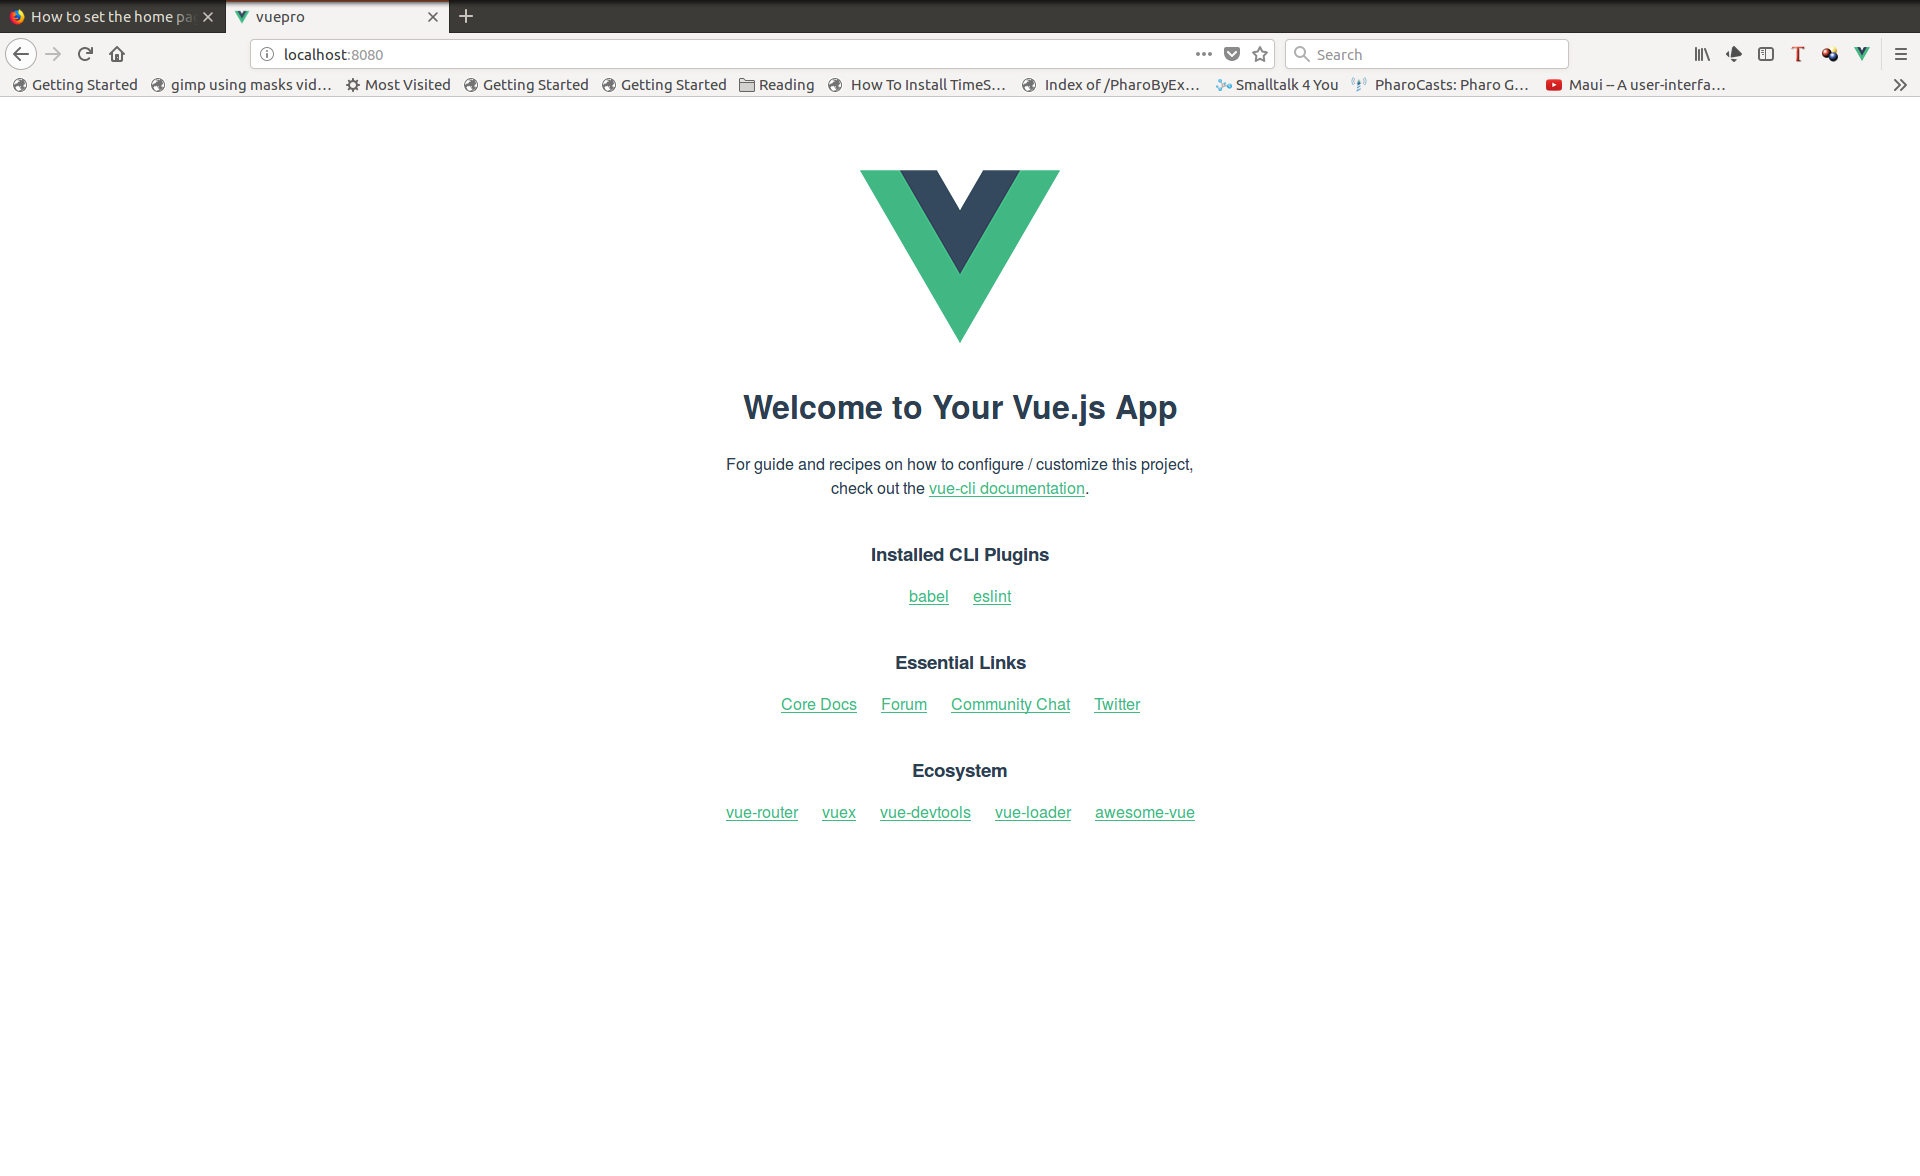 How to set the home pa
vuepro
localhost:8080
Search
Getting Started gimp using masks vid... Most Visited Getting Started Getting Started Reading How To Install TimeS... Index of /PharoByEx... Smalltalk 4 You PharoCasts: Pharo G... Maui – A user-interfa...
Welcome to Your Vue.js App
For guide and recipes on how to configure / customize this project,
check out the vue-cli documentation.
Installed CLI Plugins
babel eslint
Essential Links
Core Docs Forum Community Chat Twitter
Ecosystem
vue-router vuex vue-devtools vue-loader awesome-vue